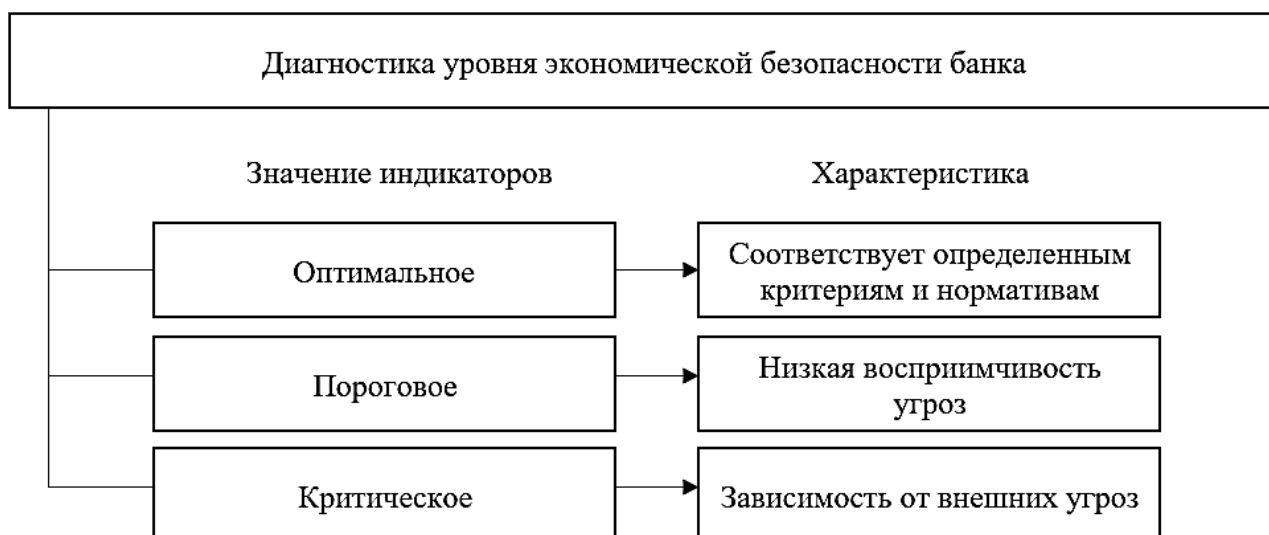 Диагностика уровня экономической безопасности банка
Значение индикаторов
Характеристика
Оптимальное
Соответствует определенным
критериям и нормативам
Пороговое
Низкая восприимчивость
угроз
Критическое
Зависимость от внешних угроз